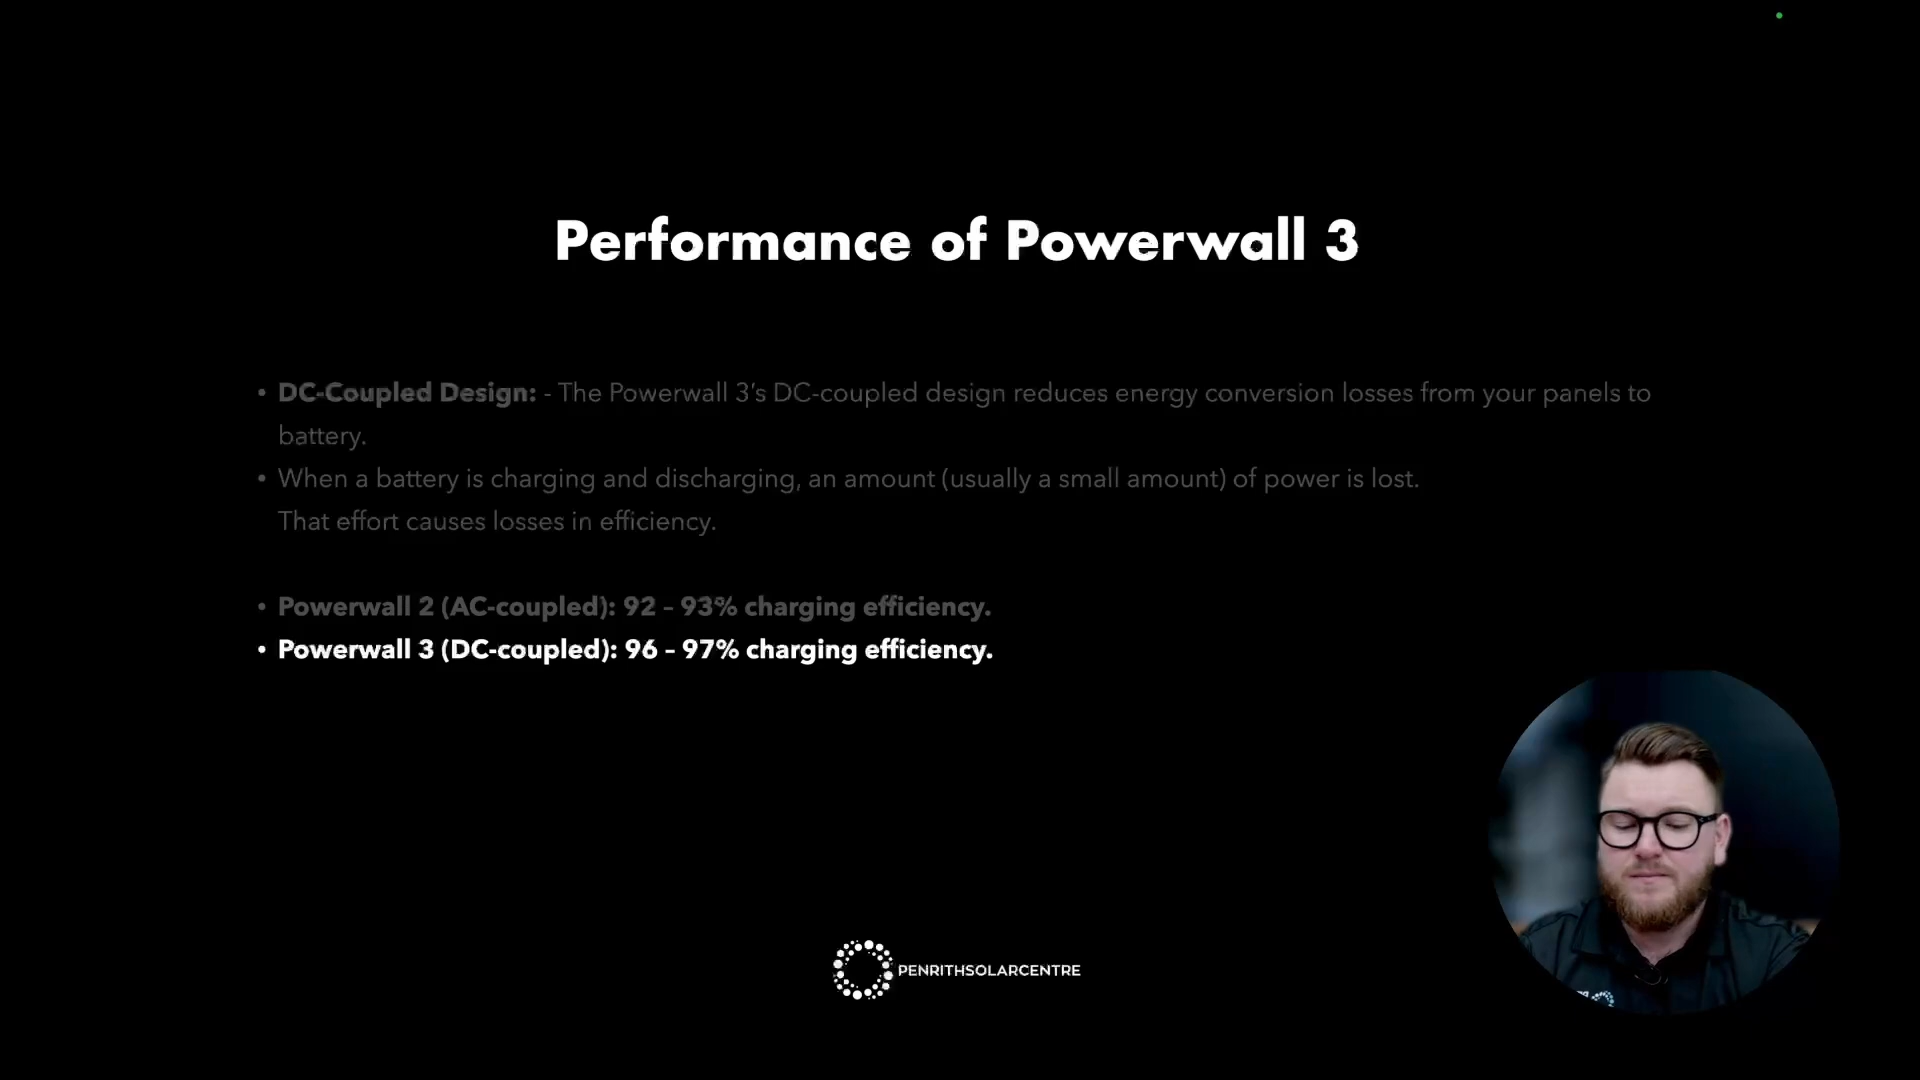 Performance of Powerwall 3
• DC-Coupled Design: - The Powerwall 3’s DC-coupled design reduces energy conversion losses from your panels to
battery.
• When a battery is charging and discharging, an amount (usually a small amount) of power is lost.
That effort causes losses in efficiency.
• Powerwall 2 (AC-coupled): 92 – 93% charging efficiency.
• Powerwall 3 (DC-coupled): 96 – 97% charging efficiency.
PENRITHSOLARCENTRE